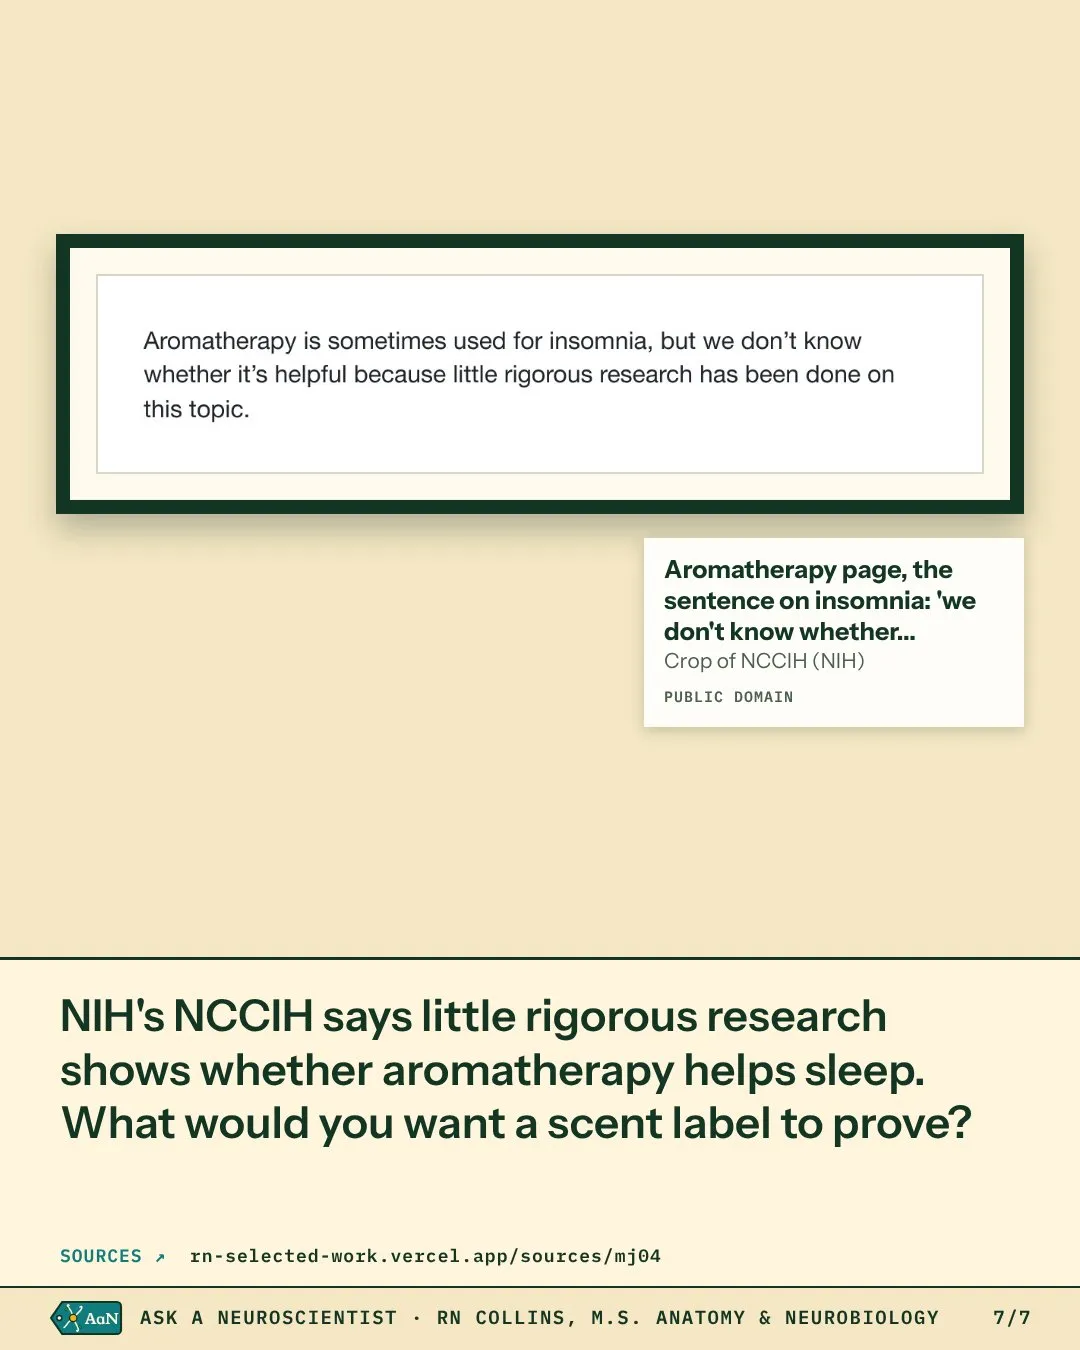 Aromatherapy is sometimes used for insomnia, but we don’t know
whether it’s helpful because little rigorous research has been done on
this topic.
Aromatherapy page, the
sentence on insomnia: 'we
don't know whether...
Crop of NCCIH (NIH)
PUBLIC DOMAIN
NIH's NCCIH says little rigorous research
shows whether aromatherapy helps sleep.
What would you want a scent label to prove?
SOURCES ↗ rn-selected-work.vercel.app/sources/mj04
AaN ASK A NEUROSCIENTIST · RN COLLINS, M.S. ANATOMY & NEUROBIOLOGY 7/7